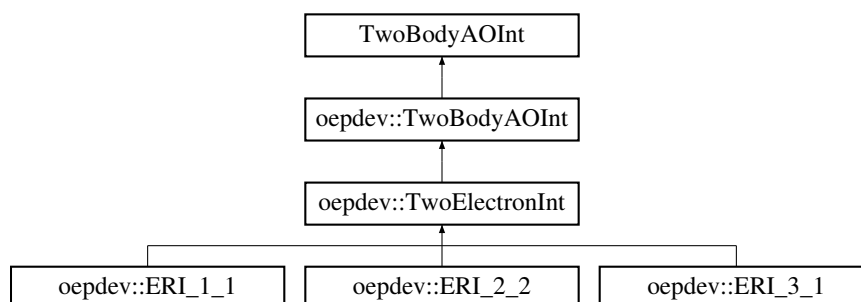 TwoBodyAOInt
oepdev::TwoBodyAOInt
oepdev::TwoElectronInt
oepdev::ERI_1_1
oepdev::ERI_2_2
oepdev::ERI_3_1